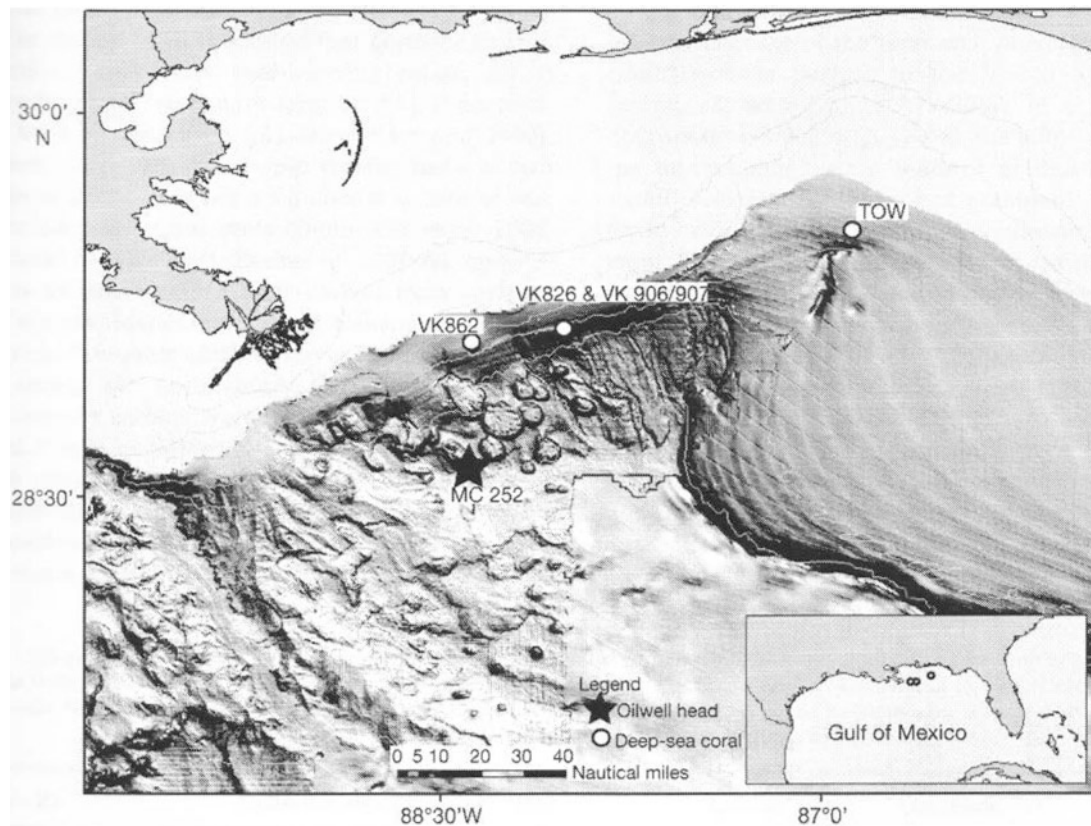 30°0'
N
TOW
VK826 & VK 906/907
VK862
MC 252
28°30'
Legend
Oilwell head
Deep-sea coral
0 5 10 20 30 40
Nautical miles
Gulf of Mexico
88°30'W
87°0'